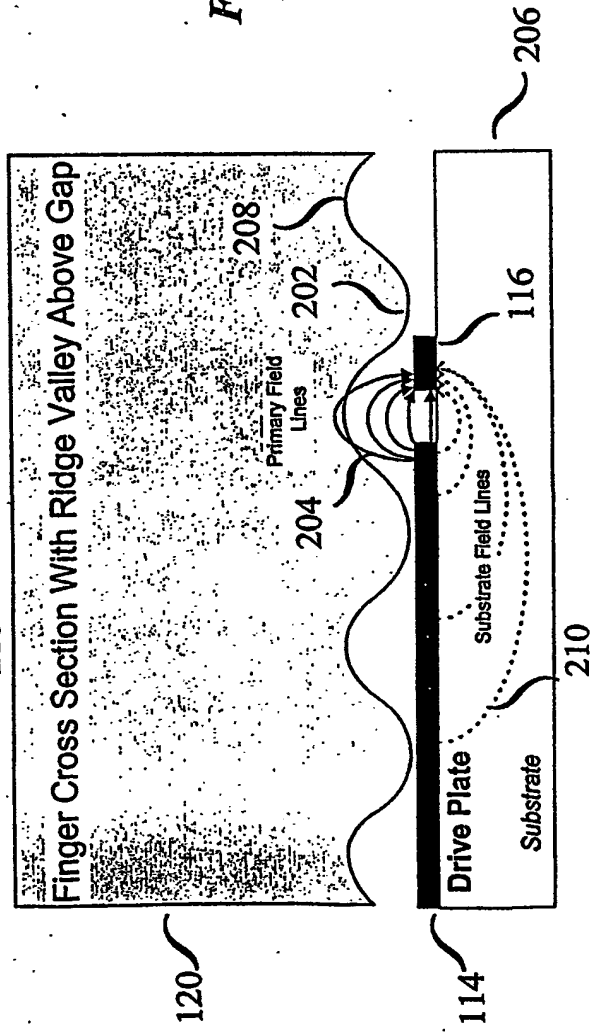 Finger Cross Section With Ridge Valley Above Gap
120
208
202
Primary Field
Lines
204
114
Drive Plate
116
206
Substrate Field Lines
Substrate
210
F